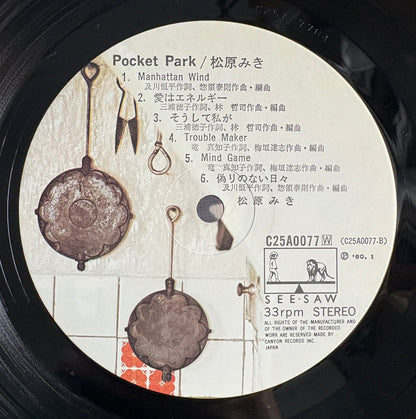 Pocket Park / 松原みき
1. Manhattan Wind
及川恒平作詞、惣領泰則作曲・編曲
2. 愛はエネルギー
三浦徳子作詞、林 哲司作曲・編曲
3. そうして私が
三浦徳子作詞、林 哲司作曲・編曲
4. Trouble Maker
竜 真知子作詞、梅垣達志作曲・編曲
5. Mind Game
竜 真知子作詞、梅垣達志作曲・編曲
6. 偽りのない日々
及川恒平作詞、惣領泰則作曲・編曲
松原みき
C25A0077 W (C25A0077-B)
Ⓟ '80. 1
SEE・SAW
33rpm STEREO
ALL RIGHTS OF THE MANUFACTURER AND
OF THE OWNER OF THE RECORDED
WORK ARE RESERVED MADE BY
CANYON RECORDS INC.
JAPAN